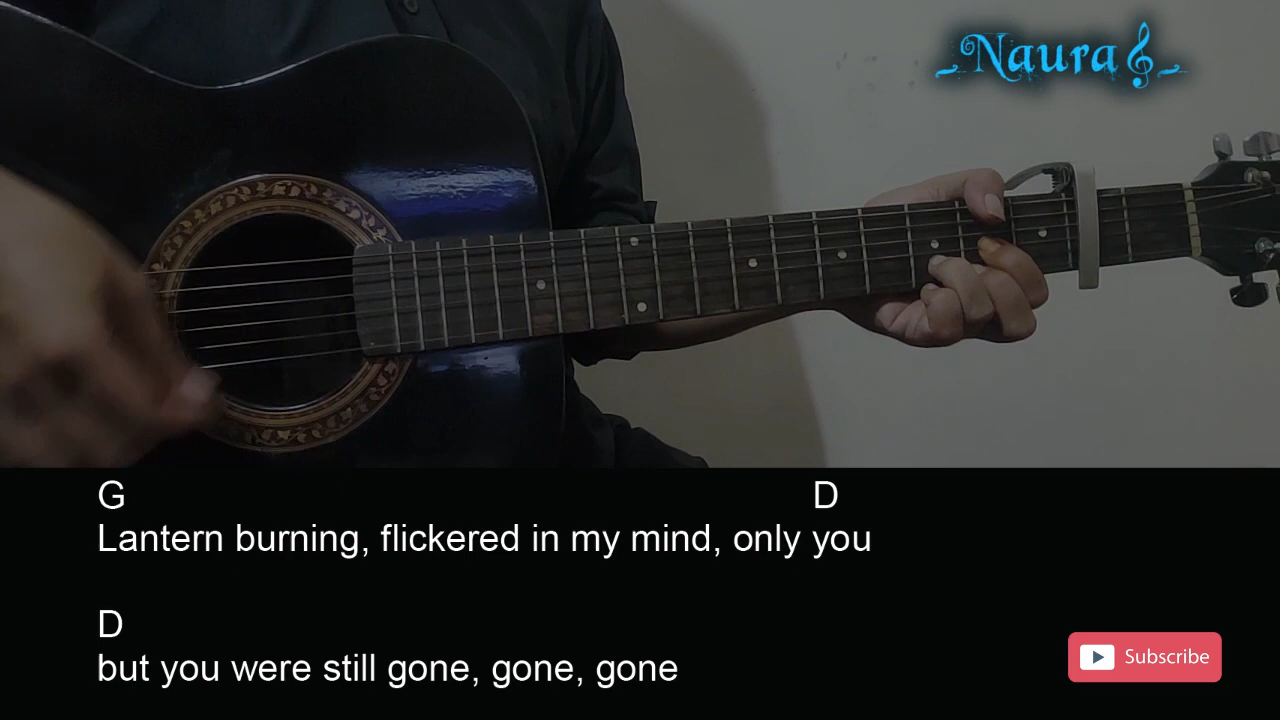 Naura
G D
Lantern burning, flickered in my mind, only you
D
but you were still gone, gone, gone
Subscribe